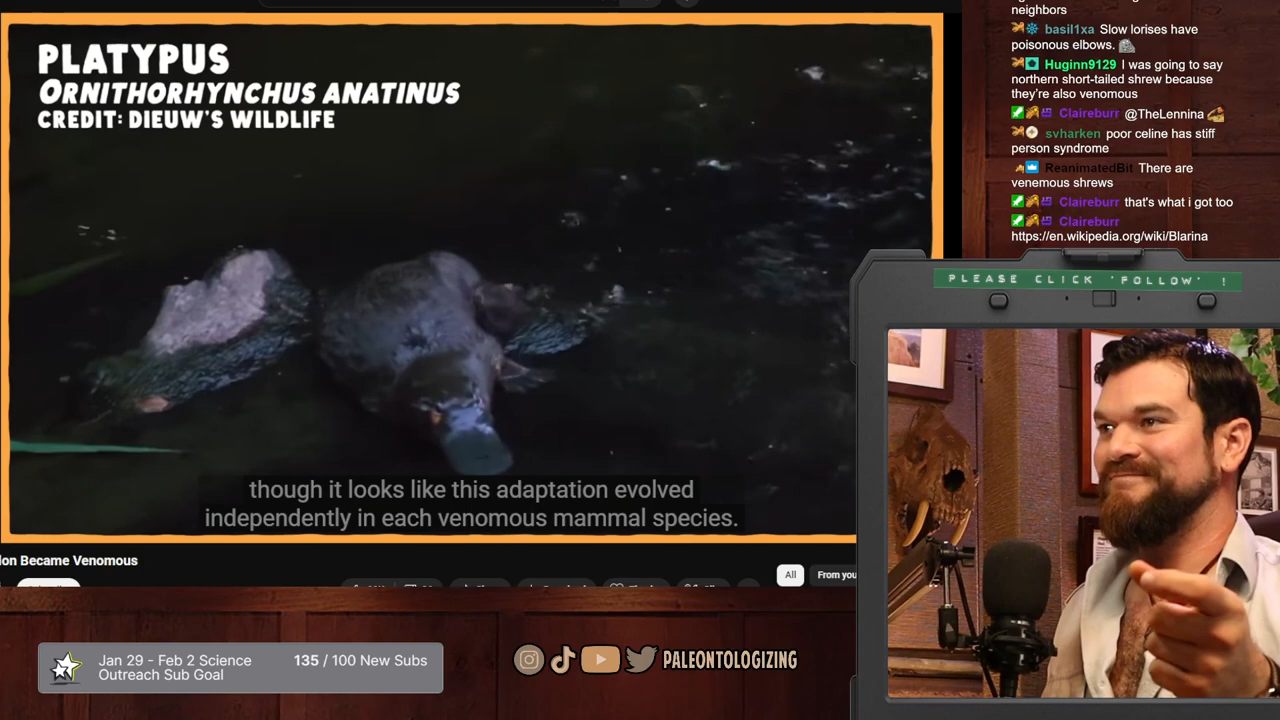 PLATYPUS
ORNITHORHYNCHUS ANATINUS
CREDIT: DIEUW'S WILDLIFE
though it looks like this adaptation evolved
independently in each venomous mammal species.
on Became Venomous
All
From you
neighbors
basil1xa Slow lorises have
poisonous elbows.
Huginn9129 I was going to say
northern short-tailed shrew because
they're also venomous
Claireburr @TheLennina
svharken poor celine has stiff
person syndrome
ReanimatedBit There are
venemous shrews
Claireburr that's what i got too
Claireburr
https://en.wikipedia.org/wiki/Blarina
PLEASE CLICK 'FOLLOW' !
Jan 29 - Feb 2 Science
Outreach Sub Goal
135 / 100 New Subs
PALEONTOLOGIZING